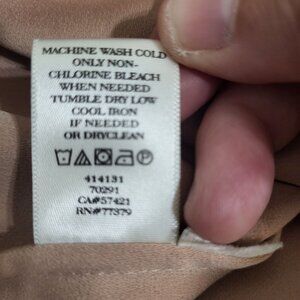 MACHINE WASH COLD
ONLY NON-
CHLORINE BLEACH
WHEN NEEDED
TUMBLE DRY LOW
COOL IRON
IF NEEDED
OR DRYCLEAN
414131
70291
CA#57421
RN#77379